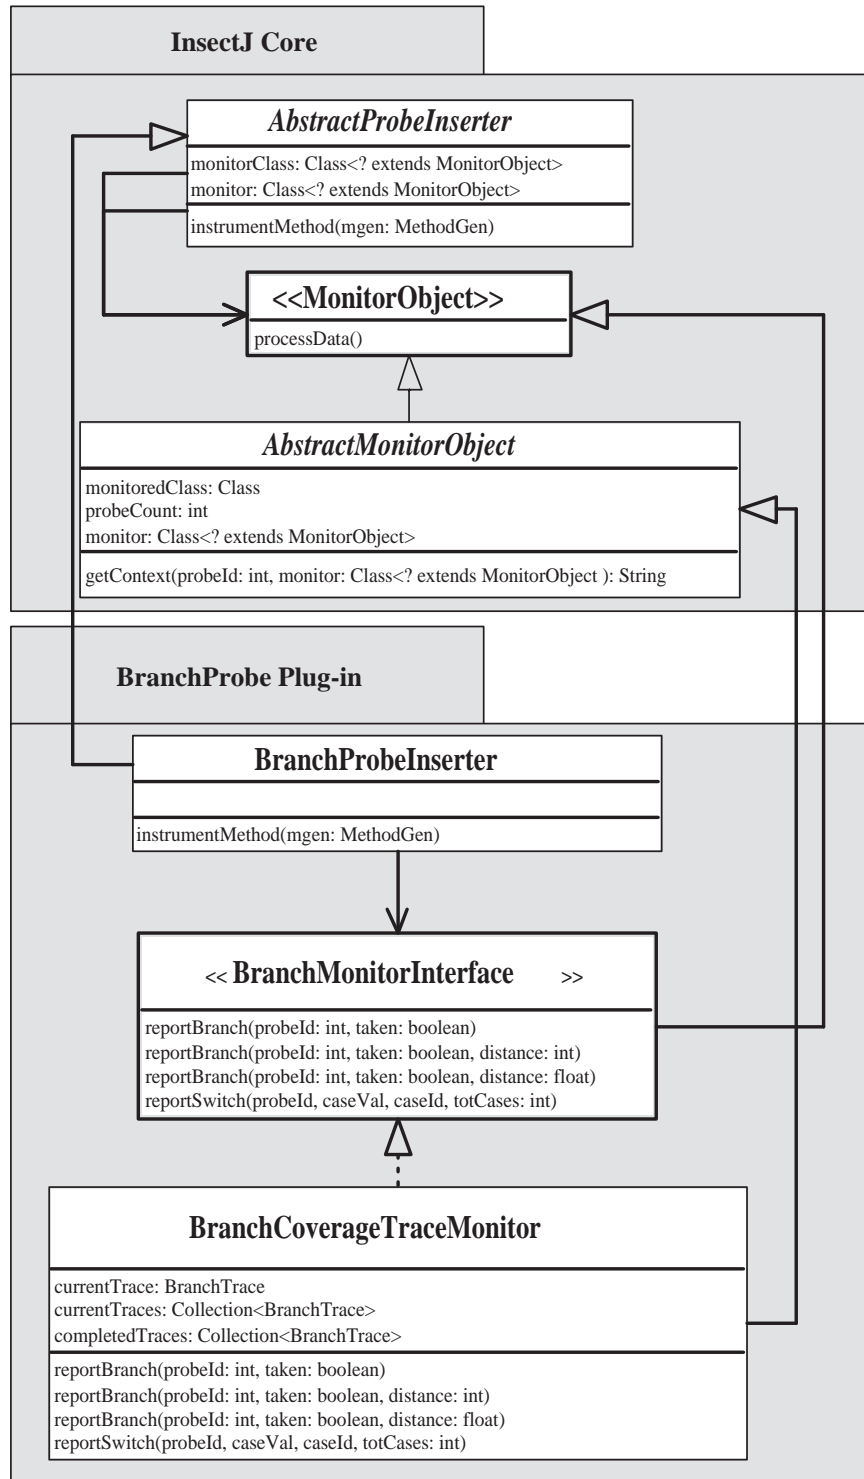 InsectJ Core
AbstractProbeInserter
monitorClass: Class<? extends MonitorObject>
monitor: Class<? extends MonitorObject>
instrumentMethod(mgen: MethodGen)
<<MonitorObject>>
processData()
AbstractMonitorObject
monitoredClass: Class
probeCount: int
monitor: Class<? extends MonitorObject>
getContext(probeId: int, monitor: Class<? extends MonitorObject ): String
BranchProbe Plug-in
BranchProbeInserter
instrumentMethod(mgen: MethodGen)
<< BranchMonitorInterface >>
reportBranch(probeId: int, taken: boolean)
reportBranch(probeId: int, taken: boolean, distance: int)
reportBranch(probeId: int, taken: boolean, distance: float)
reportSwitch(probeId, caseVal, caseId, totCases: int)
BranchCoverageTraceMonitor
currentTrace: BranchTrace
currentTraces: Collection<BranchTrace>
completedTraces: Collection<BranchTrace>
reportBranch(probeId: int, taken: boolean)
reportBranch(probeId: int, taken: boolean, distance: int)
reportBranch(probeId: int, taken: boolean, distance: float)
reportSwitch(probeId, caseVal, caseId, totCases: int)